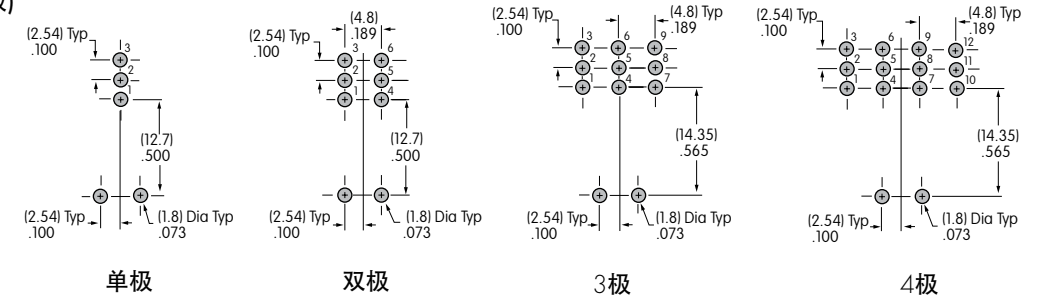 (2.54) Typ
.100
3
2
1
(12.7)
.500
(2.54) Typ
.100
(1.8) Dia Typ
.073
单极
(4.8)
.189
(2.54) Typ
.100
3 6
2 5
1 4
(12.7)
.500
(2.54) Typ
.100
(1.8) Dia Typ
.073
双极
(2.54) Typ
.100
(4.8) Typ
.189
3 6 9
2 5 8
1 4 7
(14.35)
.565
(2.54) Typ
.100
(1.8) Dia Typ
.073
3极
(2.54) Typ
.100
(4.8) Typ
.189
3 6 9 12
2 5 8 11
1 4 7 10
(14.35)
.565
(2.54) Typ
.100
(1.8) Dia Typ
.073
4极